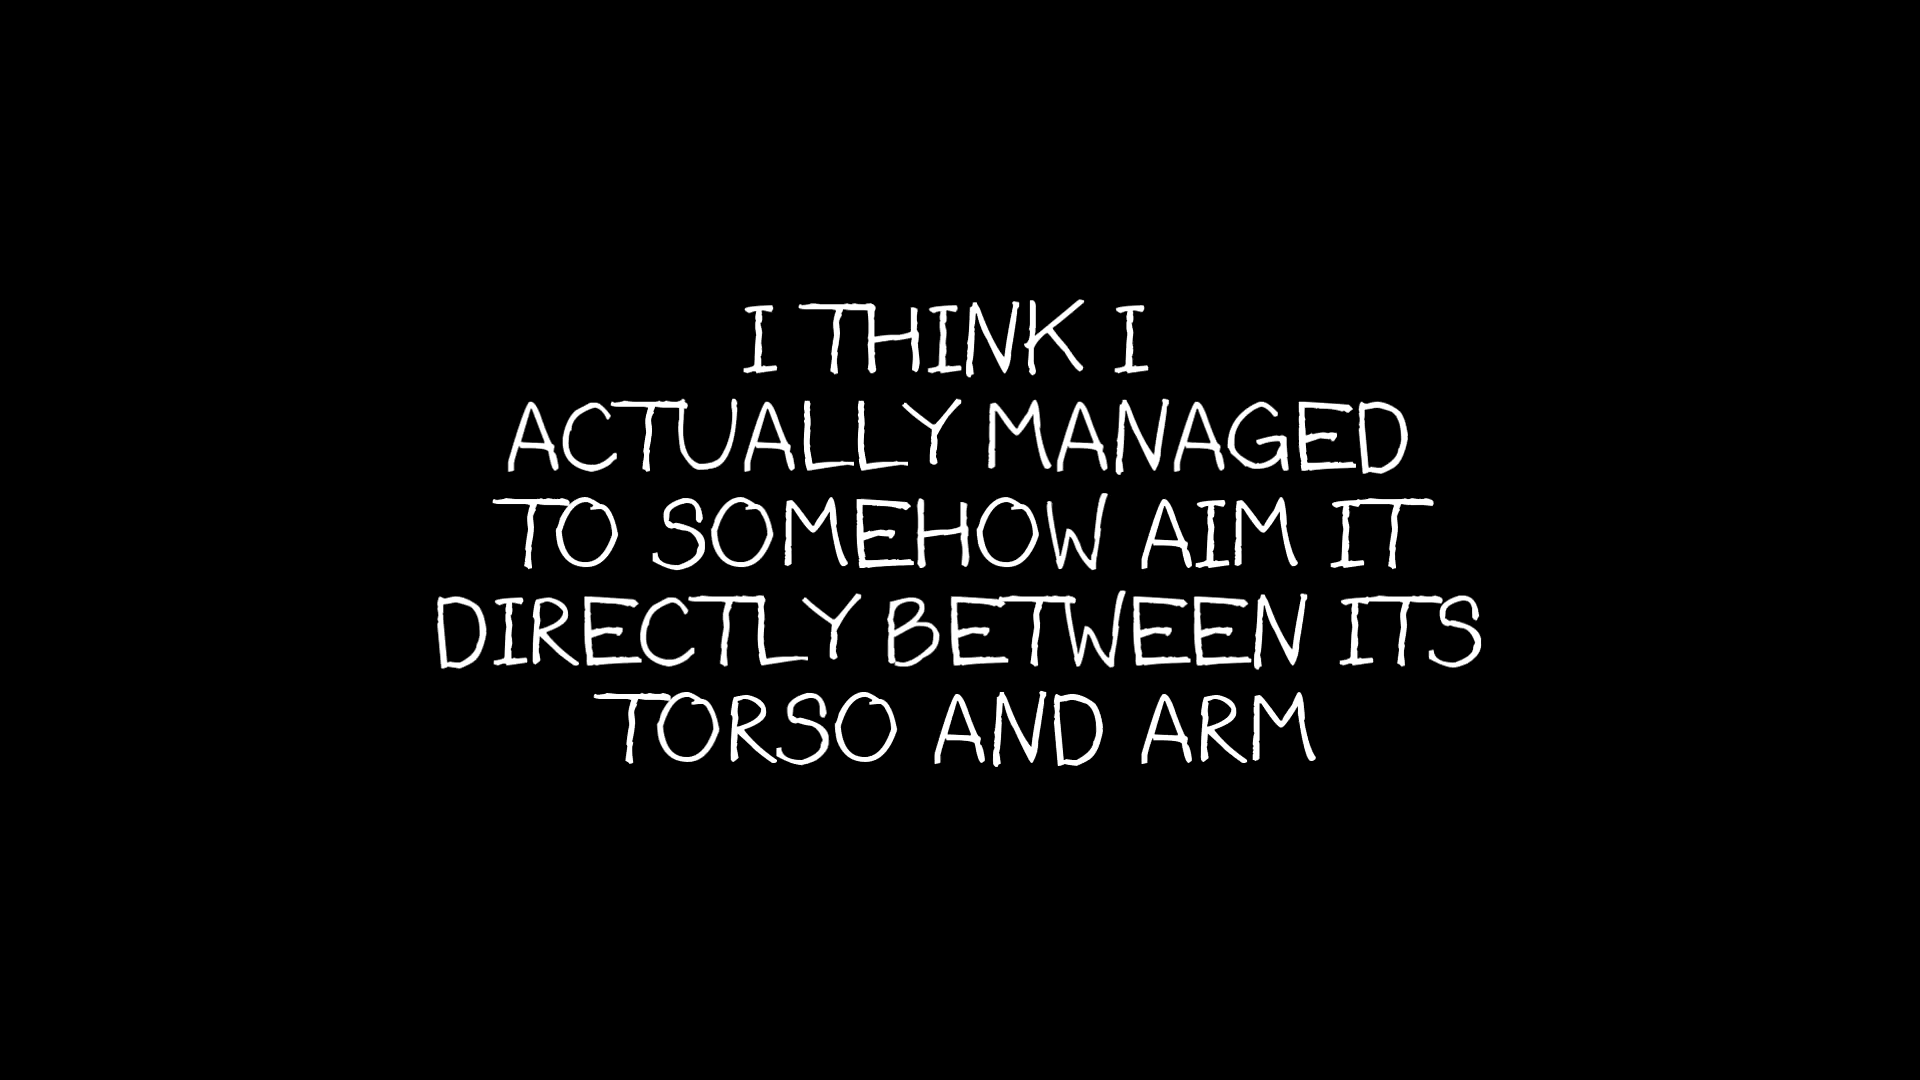 I THINK I
ACTUALLY MANAGED
TO SOMEHOW AIM IT
DIRECTLY BETWEEN ITS
TORSO AND ARM